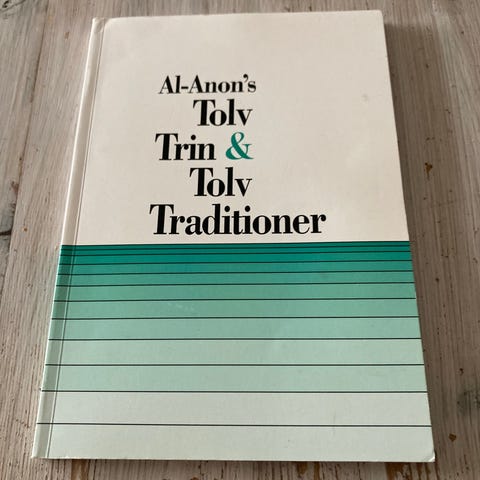 Al-Anon's
Tolv
Trin &
Tolv
Traditioner